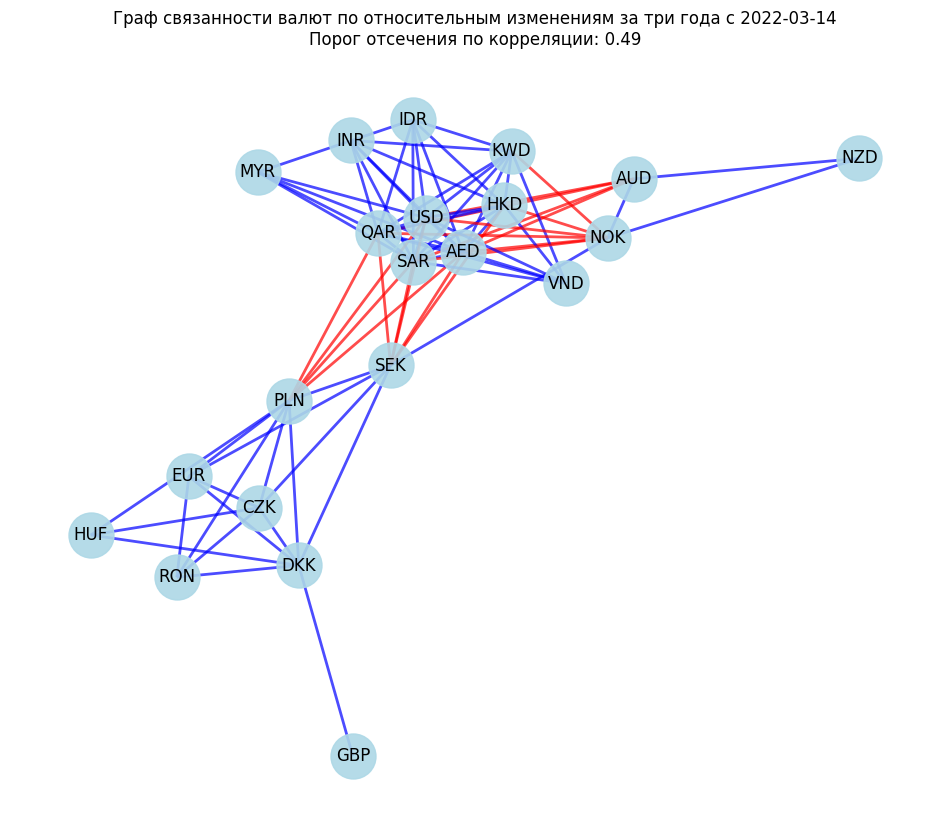 Граф связанности валют по относительным изменениям за три года с 2022-03-14
Порог отсечения по корреляции: 0.49
IDR
INR
KWD
NZD
MYR
AUD
HKD
USD
QAR
NOK
AED
SAR
VND
SEK
PLN
EUR
CZK
HUF
DKK
RON
GBP